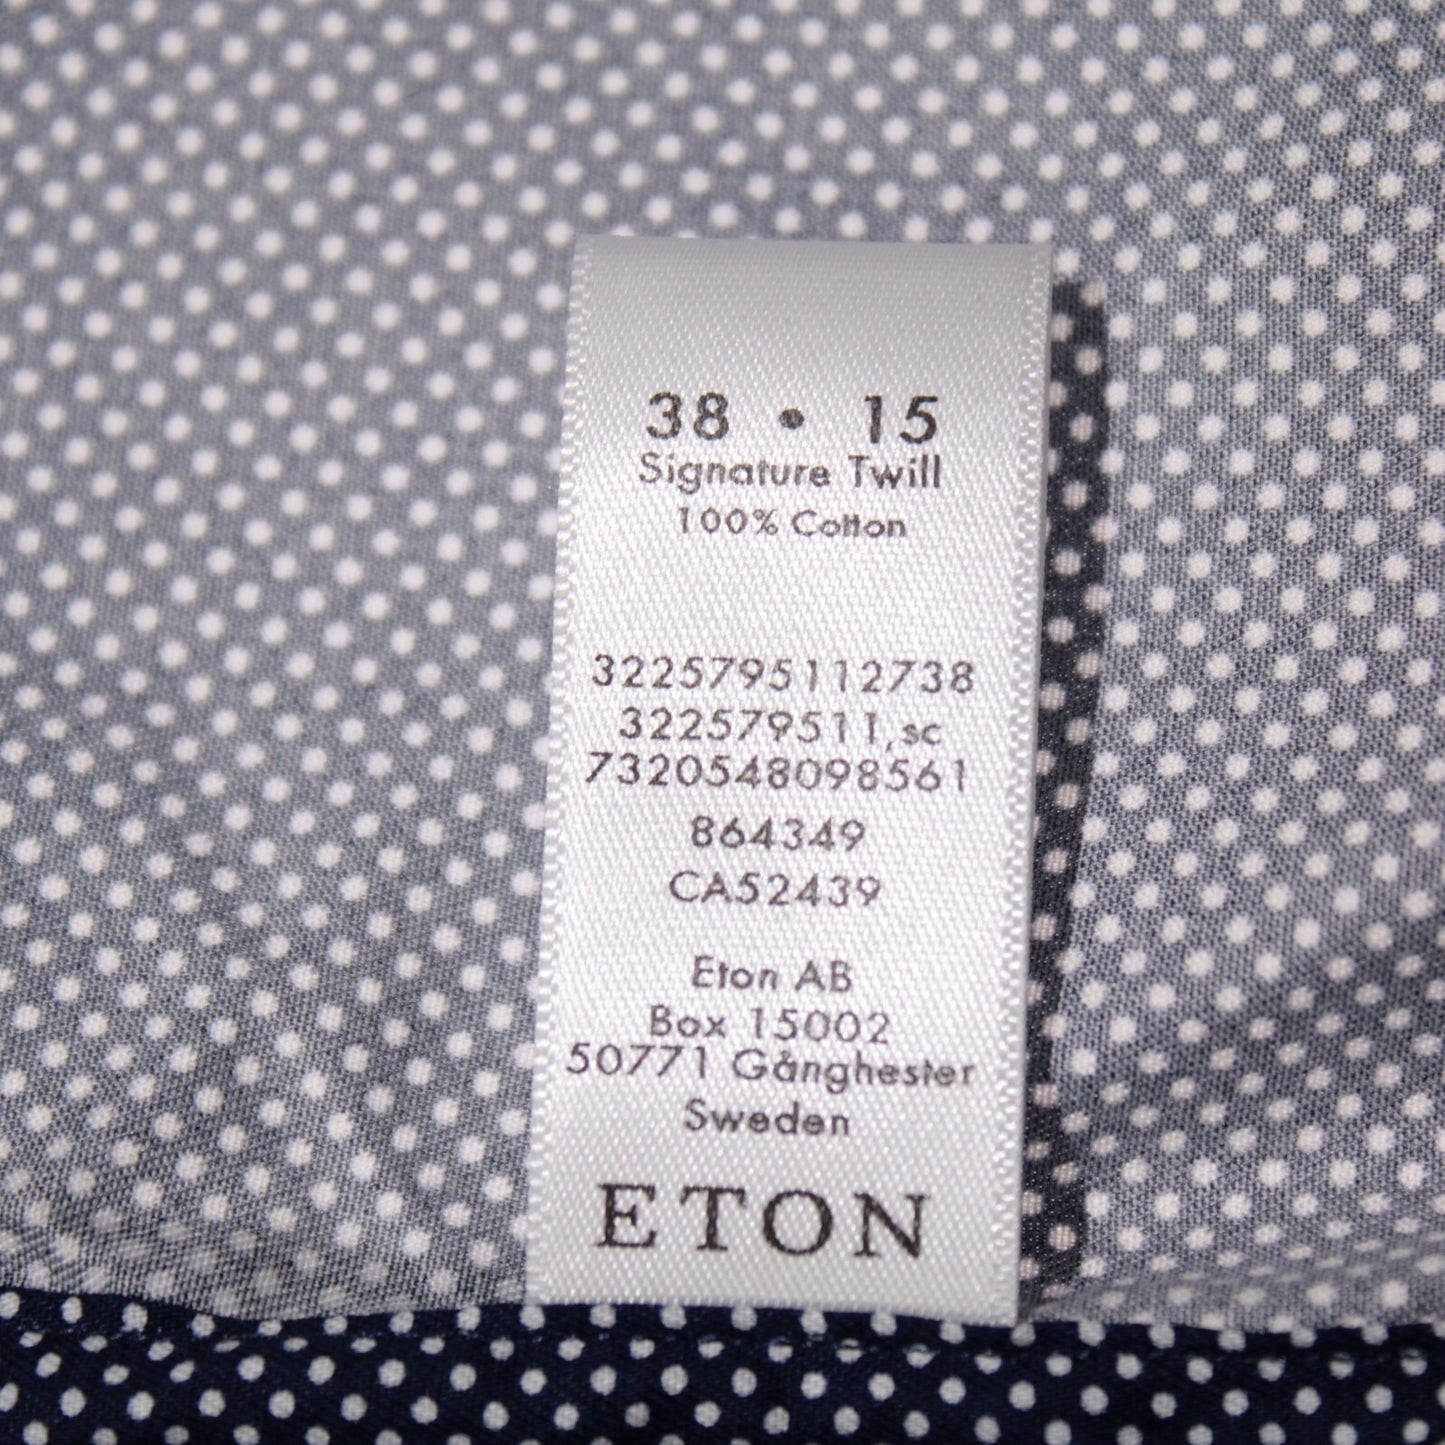 38 • 15
Signature Twill
100% Cotton
3225795112738
322579511,sc
7320548098561
864349
CA52439
Eton AB
Box 15002
50771 Gånghester
Sweden
ETON